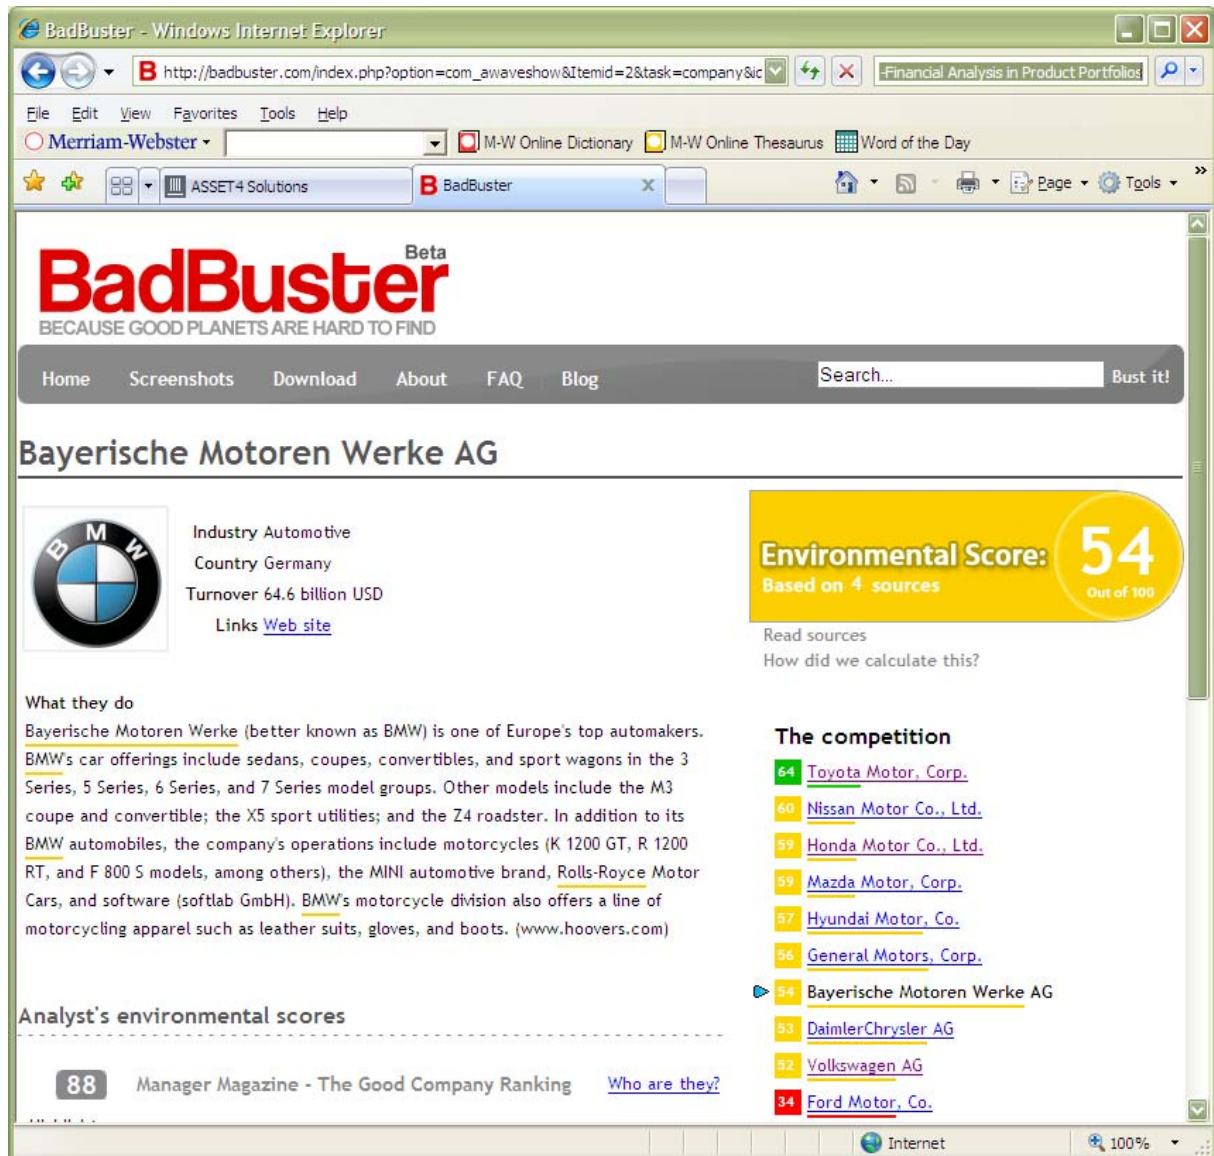 BadBuster - Windows Internet Explorer
B http://badbuster.com/index.php?option=com_awaveshow&Itemid=2&task=company&ic
-Financial Analysis in Product Portfolios
File Edit View Favorites Tools Help
Merriam-Webster M-W Online Dictionary M-W Online Thesaurus Word of the Day
ASSET4 Solutions B BadBuster Page Tools »
BadBuster Beta
BECAUSE GOOD PLANETS ARE HARD TO FIND
Home Screenshots Download About FAQ Blog Search... Bust it!
Bayerische Motoren Werke AG
BMW
Industry Automotive
Country Germany
Turnover 64.6 billion USD
Links Web site
Environmental Score: 54
Based on 4 sources Out of 100
Read sources
How did we calculate this?
What they do
Bayerische Motoren Werke (better known as BMW) is one of Europe's top automakers.
BMW's car offerings include sedans, coupes, convertibles, and sport wagons in the 3
Series, 5 Series, 6 Series, and 7 Series model groups. Other models include the M3
coupe and convertible; the X5 sport utilities; and the Z4 roadster. In addition to its
BMW automobiles, the company's operations include motorcycles (K 1200 GT, R 1200
RT, and F 800 S models, among others), the MINI automotive brand, Rolls-Royce Motor
Cars, and software (softlab GmbH). BMW's motorcycle division also offers a line of
motorcycling apparel such as leather suits, gloves, and boots. (www.hoovers.com)
The competition
64 Toyota Motor, Corp.
60 Nissan Motor Co., Ltd.
59 Honda Motor Co., Ltd.
59 Mazda Motor, Corp.
57 Hyundai Motor, Co.
56 General Motors, Corp.
54 Bayerische Motoren Werke AG
53 DaimlerChrysler AG
52 Volkswagen AG
34 Ford Motor, Co.
Analyst's environmental scores
88 Manager Magazine - The Good Company Ranking Who are they?
Internet 100%